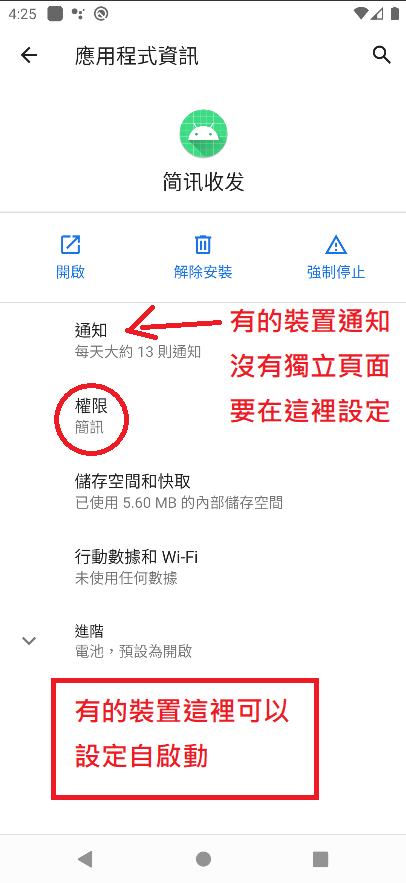 4:25
應用程式資訊
简讯收发
開啟
解除安裝
強制停止
通知
每天大約 13 則通知
有的裝置通知
沒有獨立頁面
要在這裡設定
權限
簡訊
儲存空間和快取
已使用 5.60 MB 的內部儲存空間
行動數據和 Wi-Fi
未使用任何數據
進階
電池，預設為開啟
有的裝置這裡可以
設定自啟動